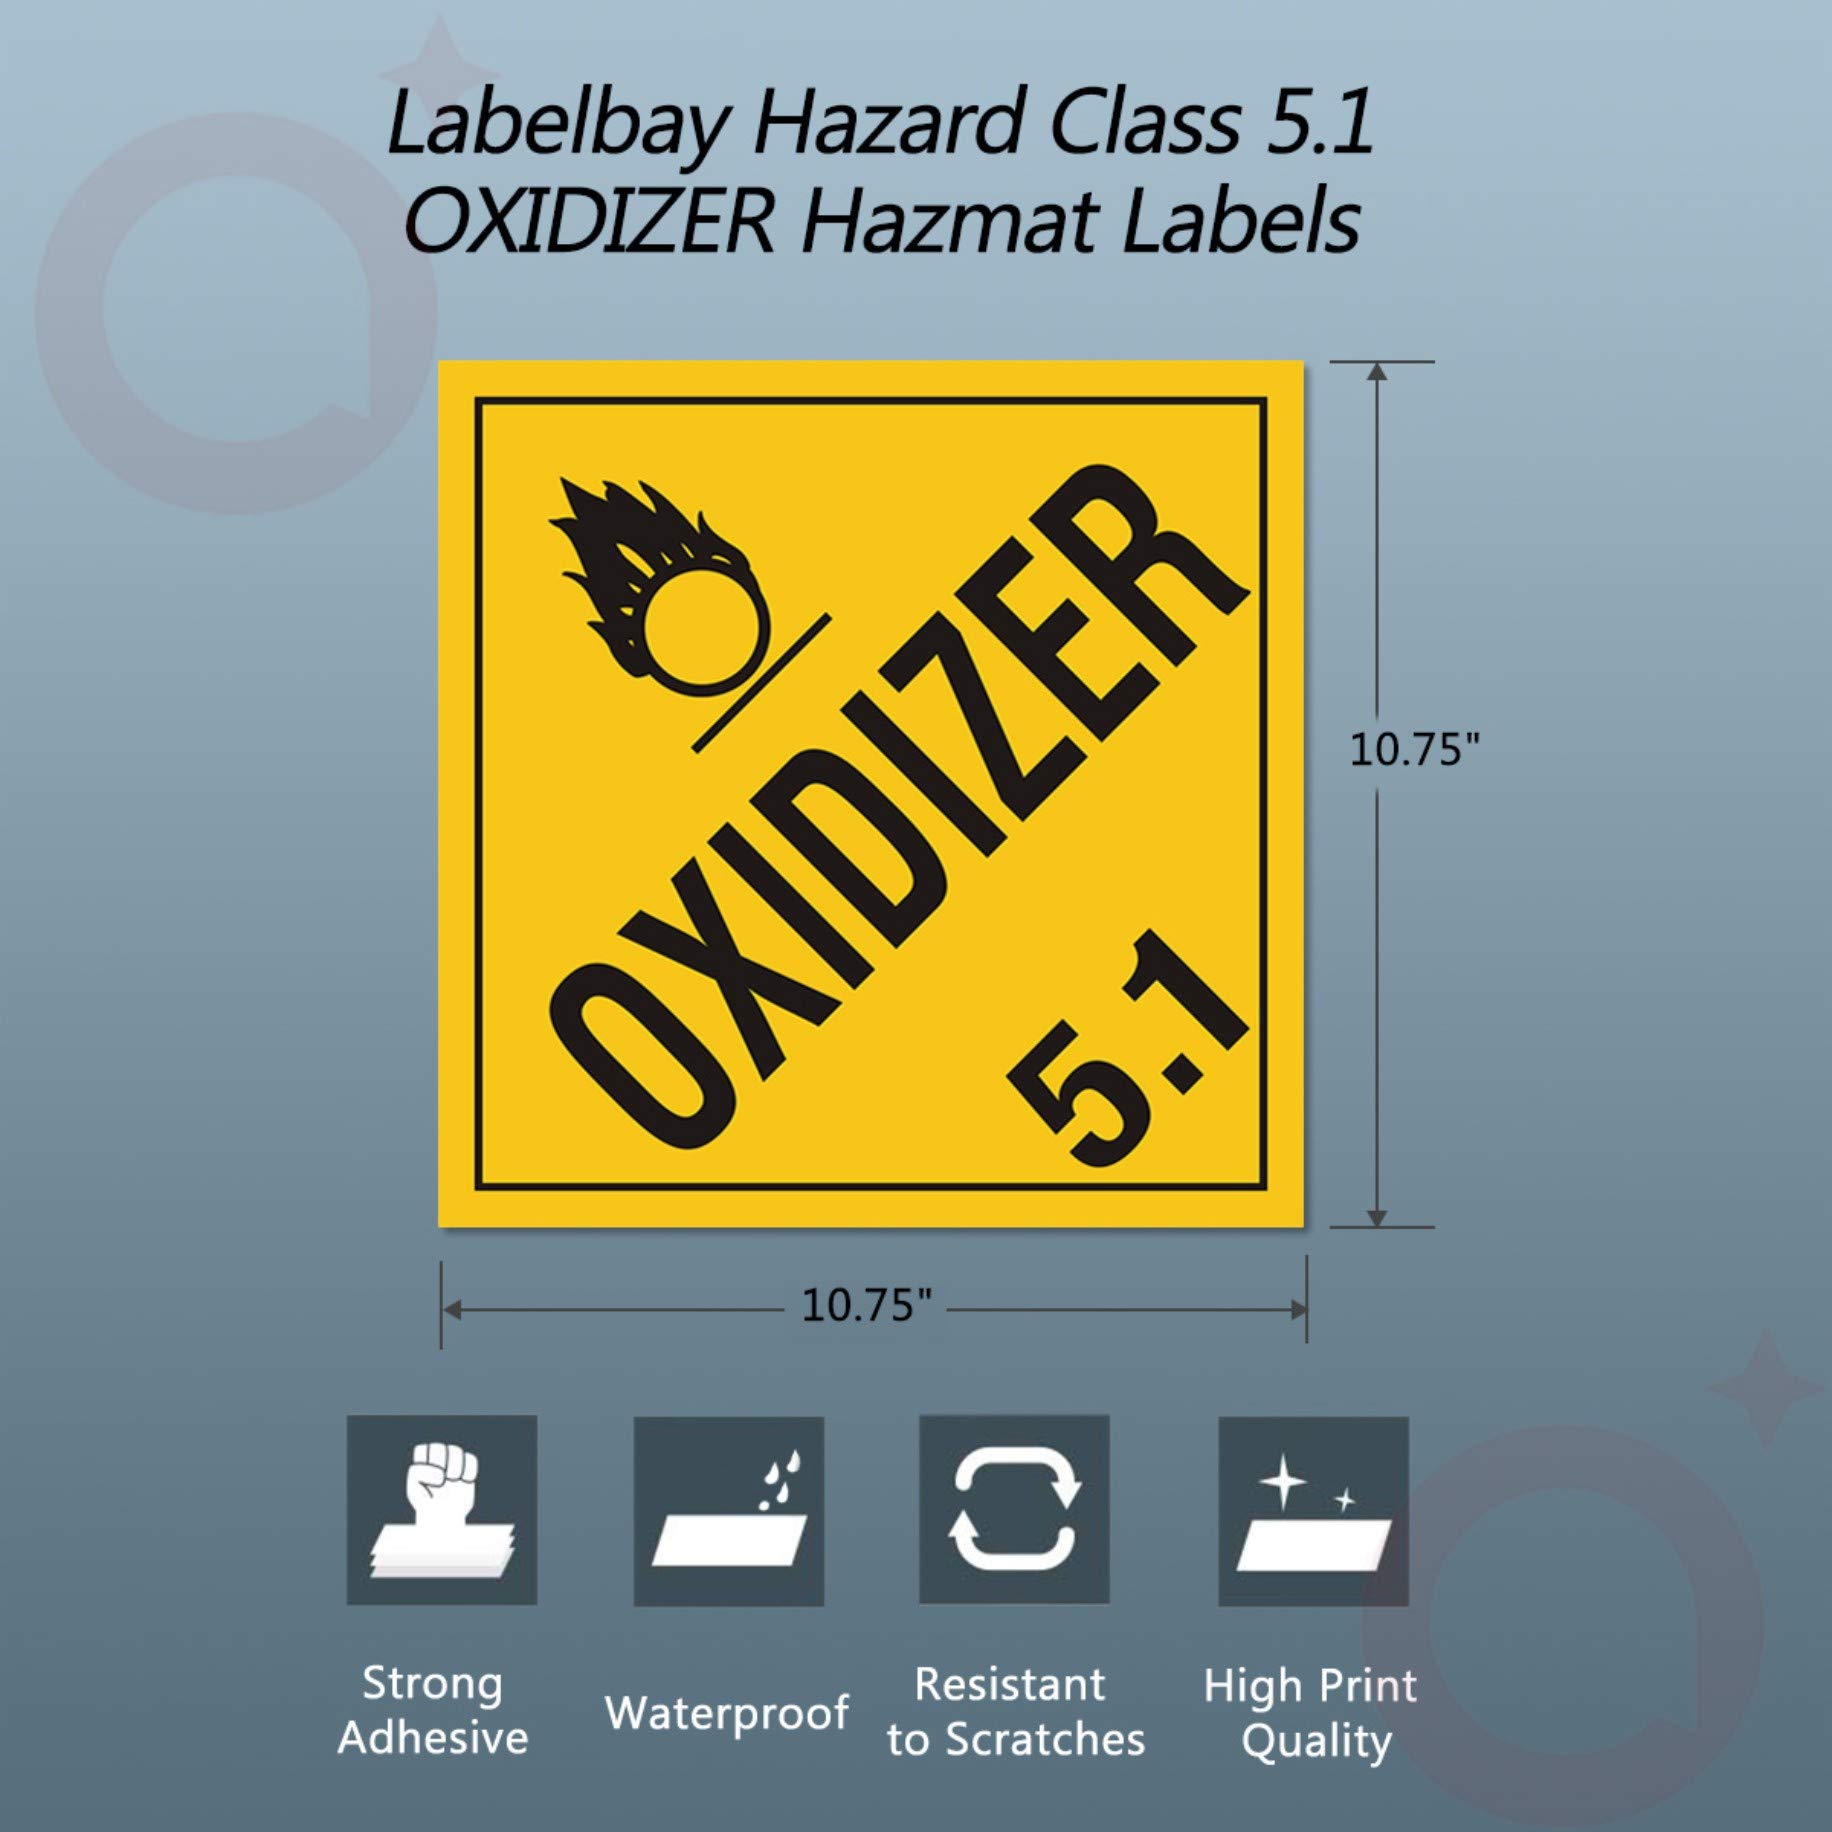 Labelbay Hazard Class 5.1
OXIDIZER Hazmat Labels
OXIDIZER
5.1
10.75"
10.75"
Strong
Adhesive
Waterproof
Resistant
to Scratches
High Print
Quality